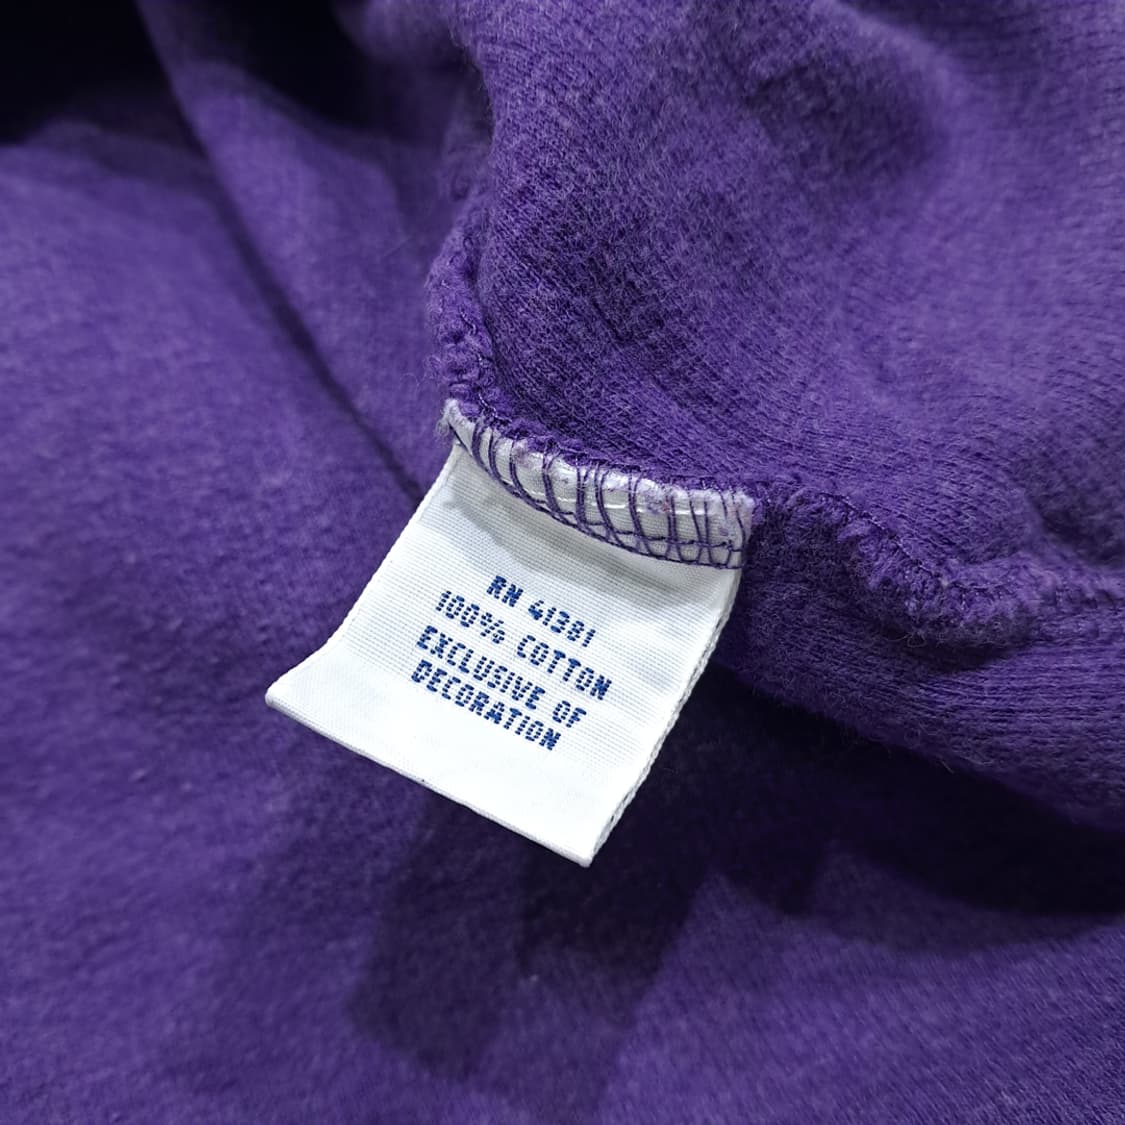 RN 41381
100% COTTON
EXCLUSIVE OF
DECORATION